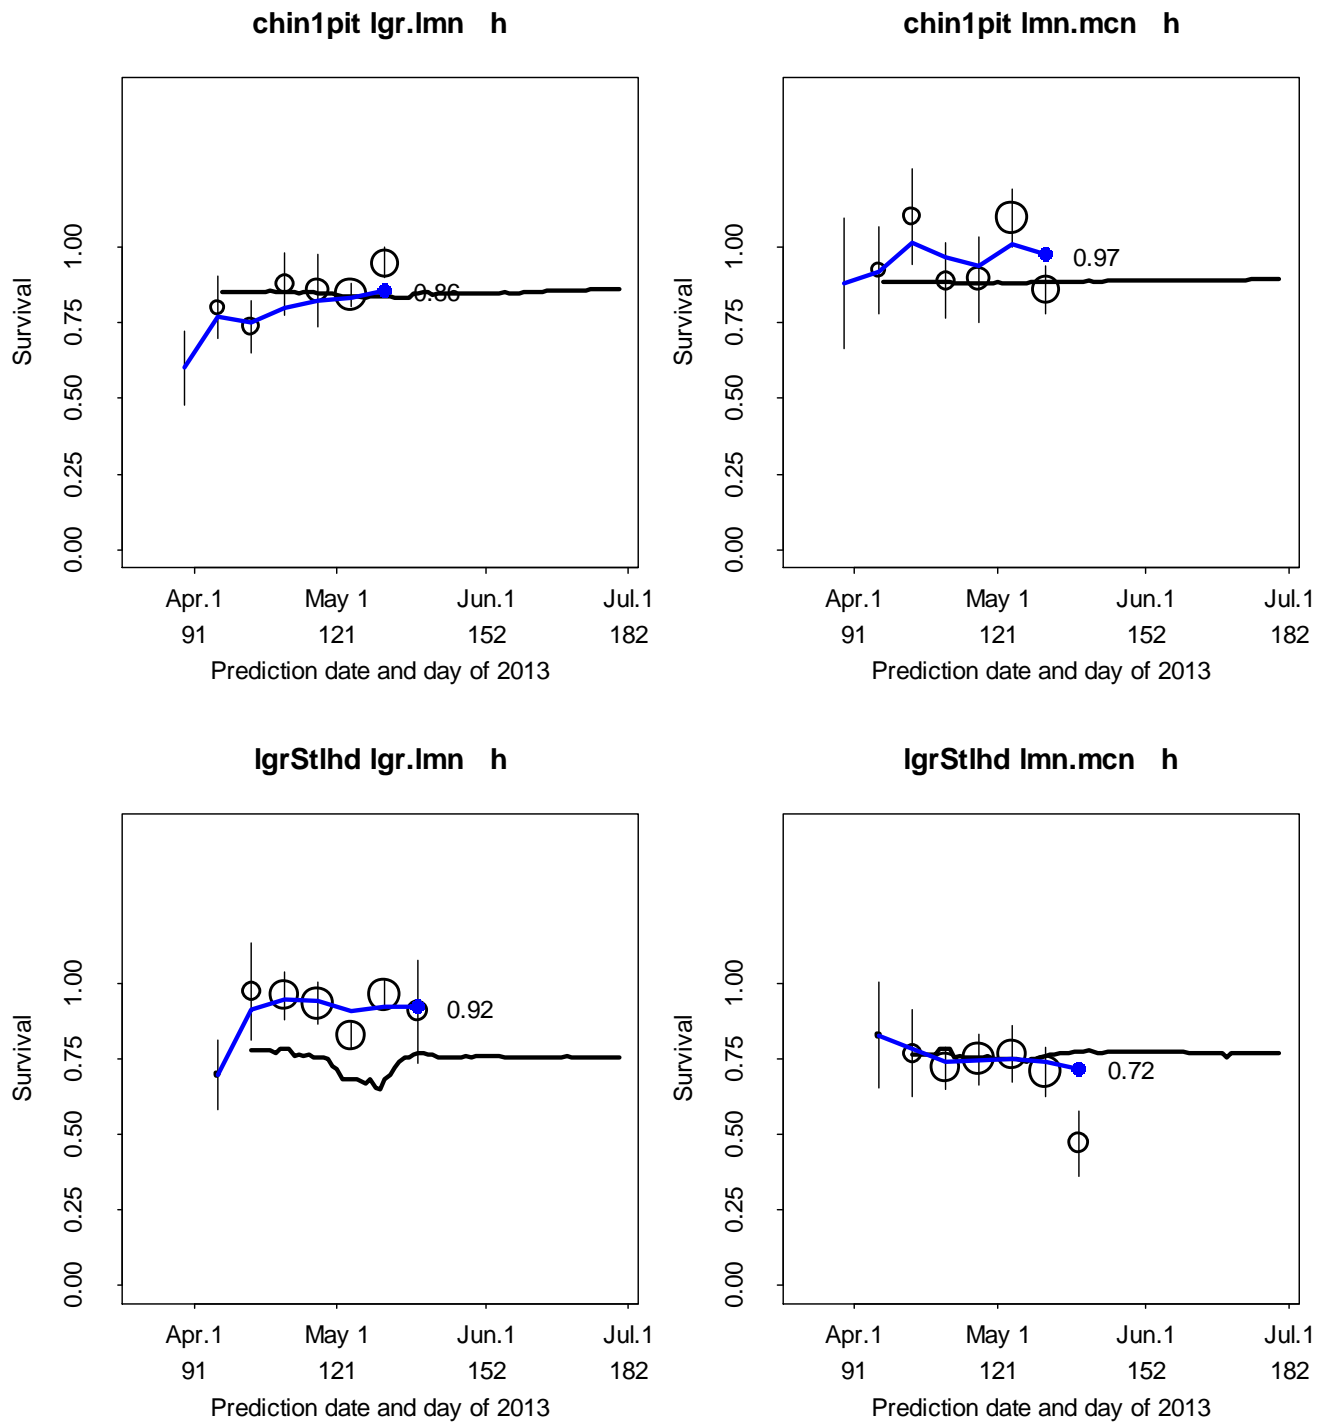 chin1pit lgr.lmn h
Survival
1.00
0.75
0.50
0.25
0.00
0.86
Apr.1 May 1 Jun.1 Jul.1
91 121 152 182
Prediction date and day of 2013
chin1pit lmn.mcn h
Survival
1.00
0.75
0.50
0.25
0.00
0.97
Apr.1 May 1 Jun.1 Jul.1
91 121 152 182
Prediction date and day of 2013
lgrStlhd lgr.lmn h
Survival
1.00
0.75
0.50
0.25
0.00
0.92
Apr.1 May 1 Jun.1 Jul.1
91 121 152 182
Prediction date and day of 2013
lgrStlhd lmn.mcn h
Survival
1.00
0.75
0.50
0.25
0.00
0.72
Apr.1 May 1 Jun.1 Jul.1
91 121 152 182
Prediction date and day of 2013